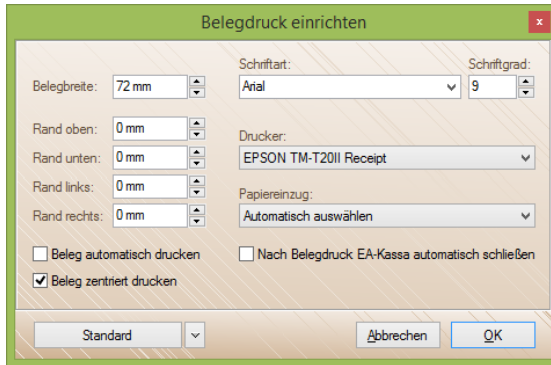 Belegdruck einrichten
x
Belegbreite: 72 mm
Schriftart:
Arial
Schriftgrad:
9
Rand oben: 0 mm
Rand unten: 0 mm
Rand links: 0 mm
Rand rechts: 0 mm
Drucker:
EPSON TM-T20II Receipt
Papiereinzug:
Automatisch auswählen
Beleg automatisch drucken
Nach Belegdruck EA-Kassa automatisch schließen
Beleg zentriert drucken
Standard
Abbrechen
OK